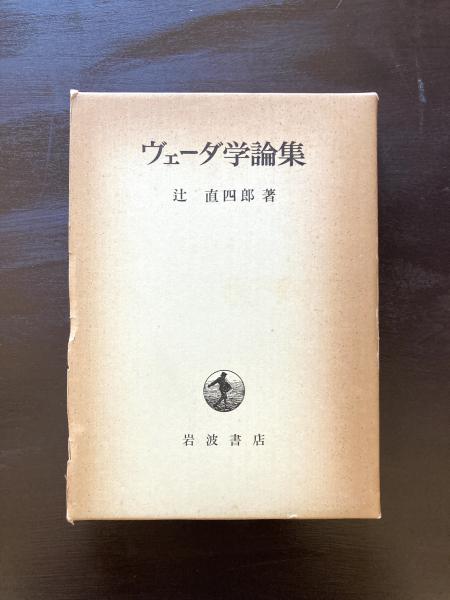 ヴェーダ学論集
辻 直四郎 著
岩波書店